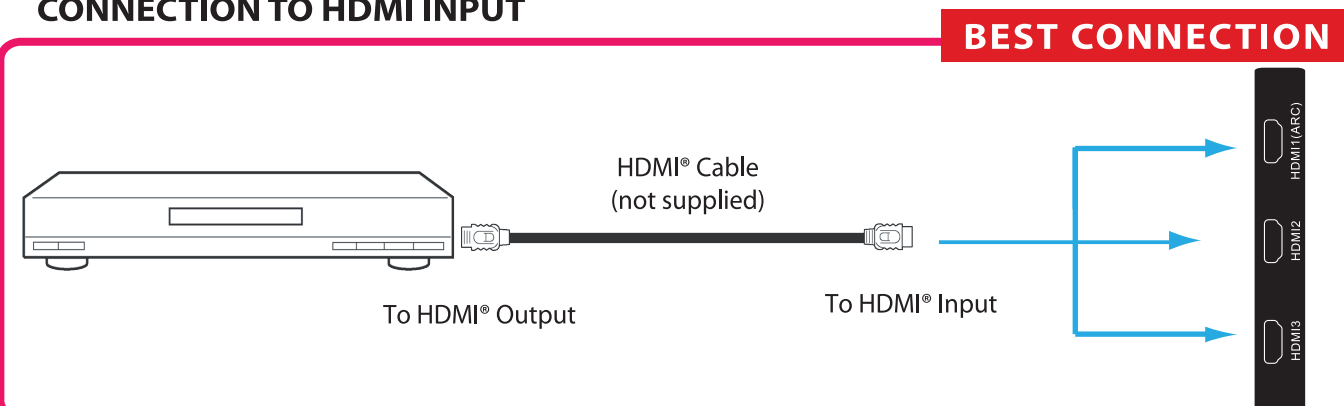 CONNECTION TO HDMI INPUT
BEST CONNECTION
HDMI® Cable
(not supplied)
To HDMI® Output
To HDMI® Input
HDMI1(ARC)
HDMI2
HDMI3